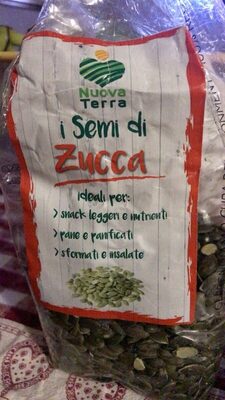 Nuova
Terra
i Semi di
Zucca
ideali per:
> snack leggeri e nutrienti
> pane e panificati
> sformati e insalate